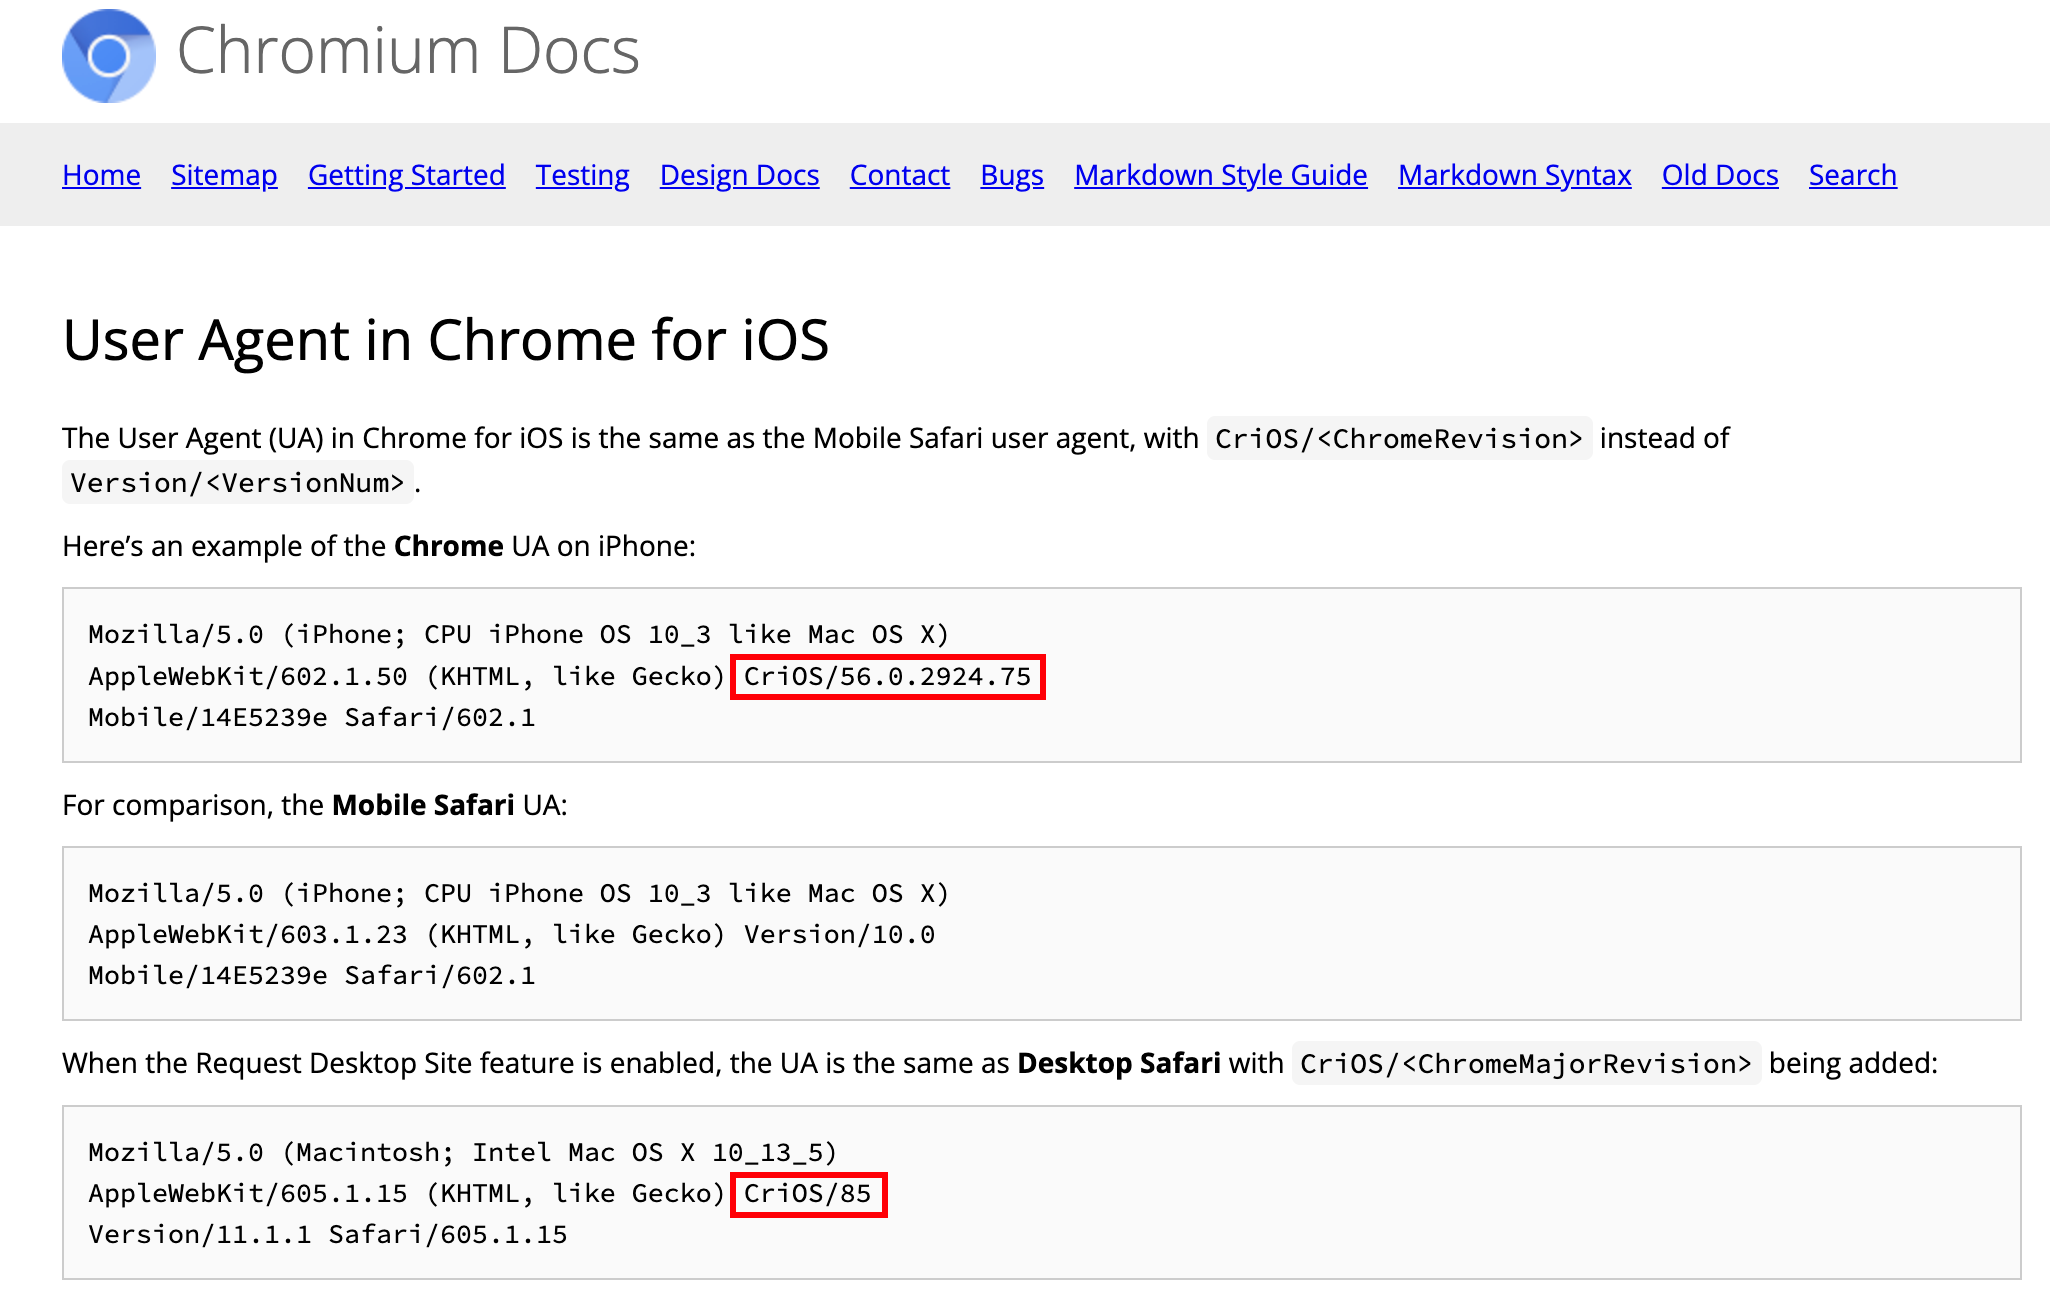 Chromium Docs
Home Sitemap Getting Started Testing Design Docs Contact Bugs Markdown Style Guide Markdown Syntax Old Docs Search
User Agent in Chrome for iOS
The User Agent (UA) in Chrome for iOS is the same as the Mobile Safari user agent, with CriOS/<ChromeRevision> instead of
Version/<VersionNum>.
Here’s an example of the Chrome UA on iPhone:
Mozilla/5.0 (iPhone; CPU iPhone OS 10_3 like Mac OS X)
AppleWebKit/602.1.50 (KHTML, like Gecko) CriOS/56.0.2924.75
Mobile/14E5239e Safari/602.1
For comparison, the Mobile Safari UA:
Mozilla/5.0 (iPhone; CPU iPhone OS 10_3 like Mac OS X)
AppleWebKit/603.1.23 (KHTML, like Gecko) Version/10.0
Mobile/14E5239e Safari/602.1
When the Request Desktop Site feature is enabled, the UA is the same as Desktop Safari with CriOS/<ChromeMajorRevision> being added:
Mozilla/5.0 (Macintosh; Intel Mac OS X 10_13_5)
AppleWebKit/605.1.15 (KHTML, like Gecko) CriOS/85
Version/11.1.1 Safari/605.1.15